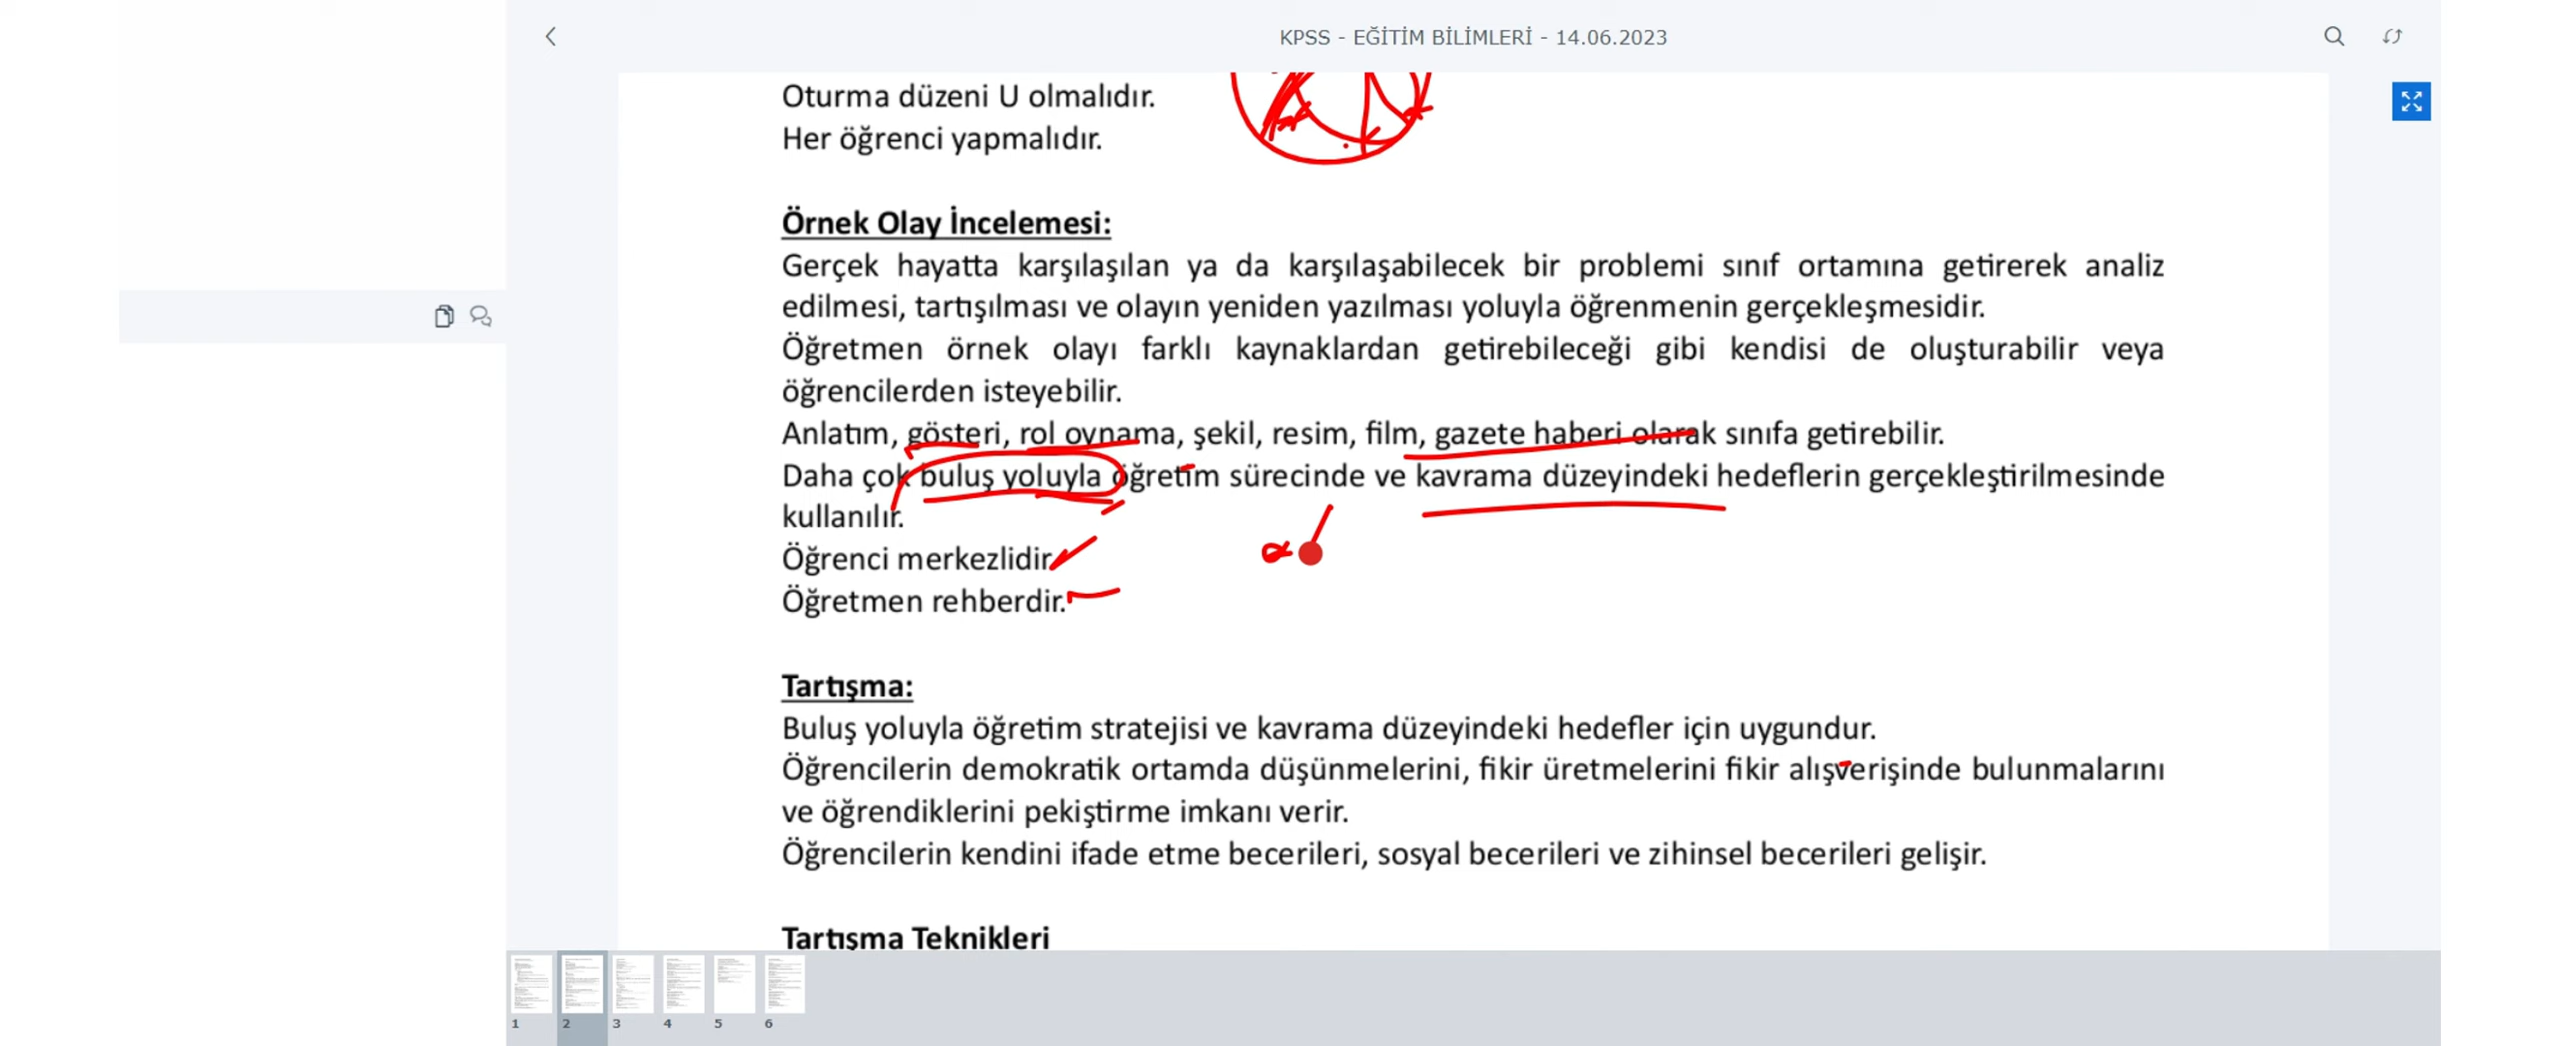 KPSS - EĞİTİM BİLİMLERİ - 14.06.2023
Oturma düzeni U olmalıdır.
Her öğrenci yapmalıdır.
Örnek Olay İncelemesi:
Gerçek hayatta karşılaşılan ya da karşılaşabilecek bir problemi sınıf ortamına getirerek analiz
edilmesi, tartışılması ve olayın yeniden yazılması yoluyla öğrenmenin gerçekleşmesidir.
Öğretmen örnek olayı farklı kaynaklardan getirebileceği gibi kendisi de oluşturabilir veya
öğrencilerden isteyebilir.
Anlatım, gösteri, rol oynama, şekil, resim, film, gazete haberi olarak sınıfa getirebilir.
Daha çok buluş yoluyla öğretim sürecinde ve kavrama düzeyindeki hedeflerin gerçekleştirilmesinde
kullanılır.
Öğrenci merkezlidir.
Öğretmen rehberdir.
Tartışma:
Buluş yoluyla öğretim stratejisi ve kavrama düzeyindeki hedefler için uygundur.
Öğrencilerin demokratik ortamda düşünmelerini, fikir üretmelerini fikir alışverişinde bulunmalarını
ve öğrendiklerini pekiştirme imkanı verir.
Öğrencilerin kendini ifade etme becerileri, sosyal becerileri ve zihinsel becerileri gelişir.
Tartışma Teknikleri
1 2 3 4 5 6